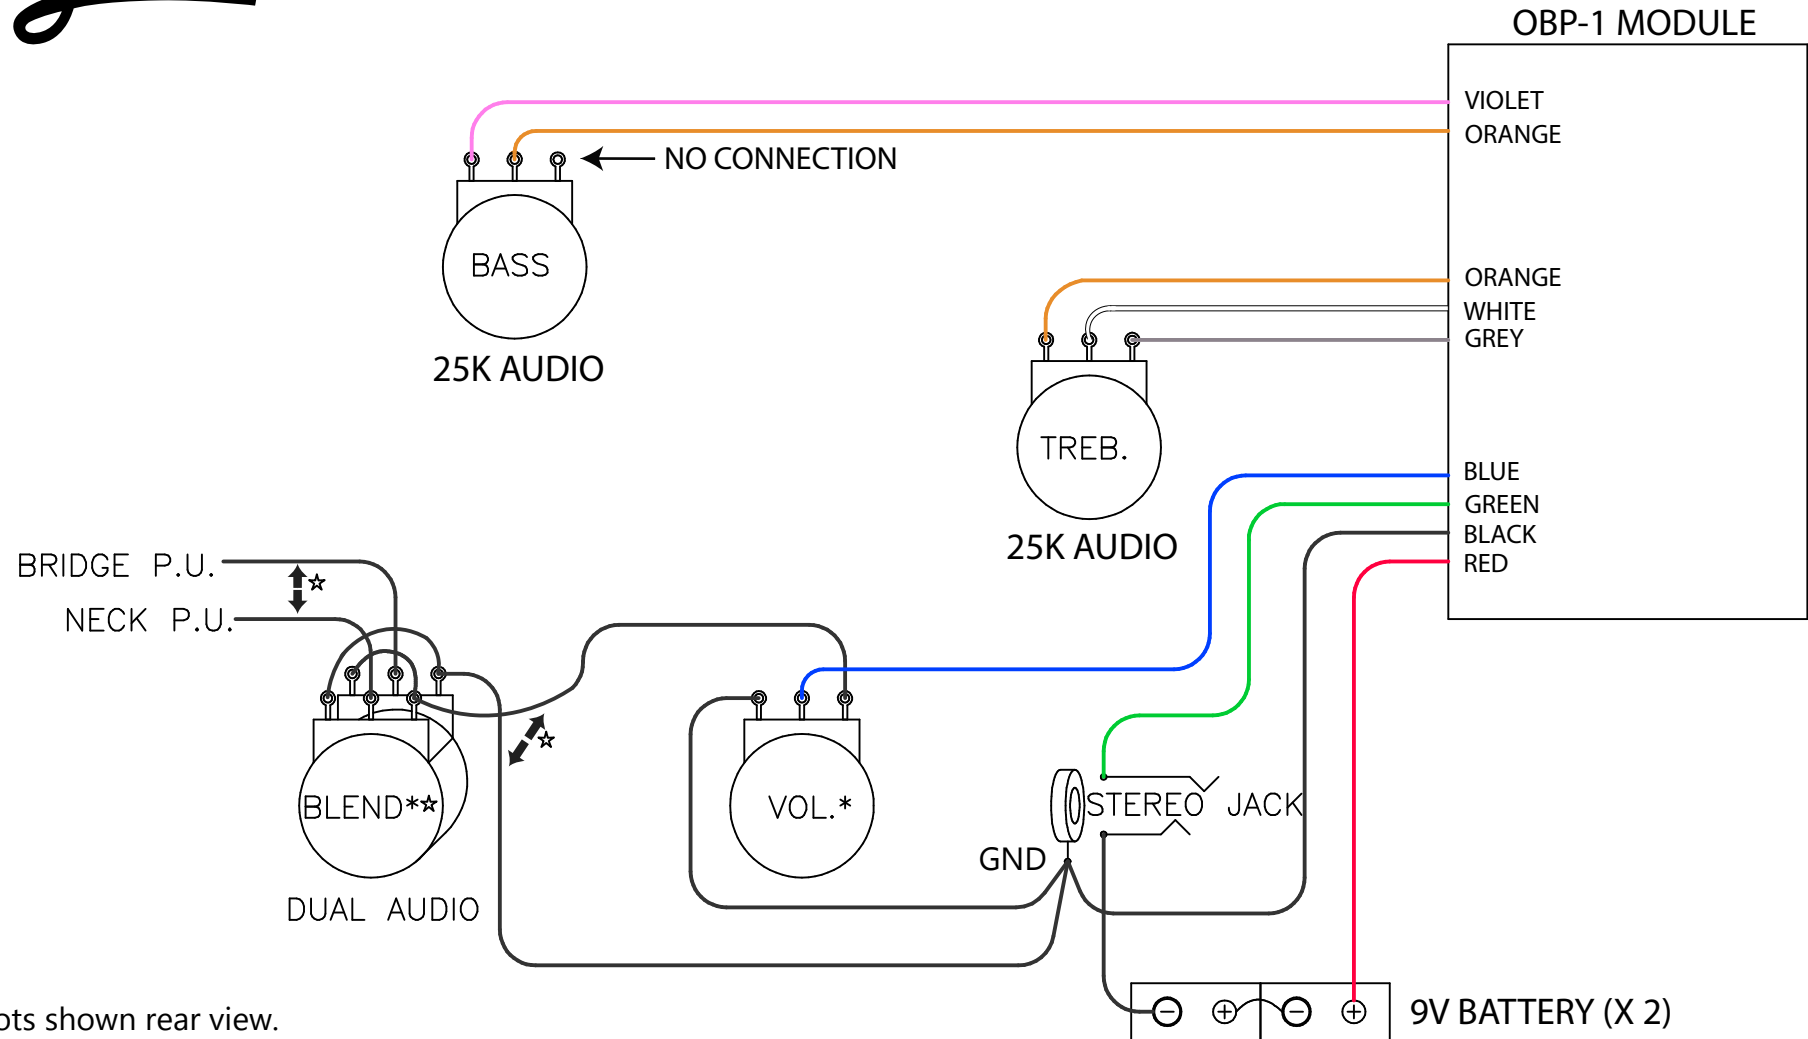 OBP-1 MODULE
VIOLET
ORANGE
NO CONNECTION
BASS
25K AUDIO
ORANGE
WHITE
GREY
TREB.
25K AUDIO
BLUE
GREEN
BLACK
RED
BRIDGE P.U.
☆
NECK P.U.
☆
BLEND*☆
VOL.*
STEREO JACK
GND
DUAL AUDIO
9V BATTERY (X 2)
ots shown rear view.